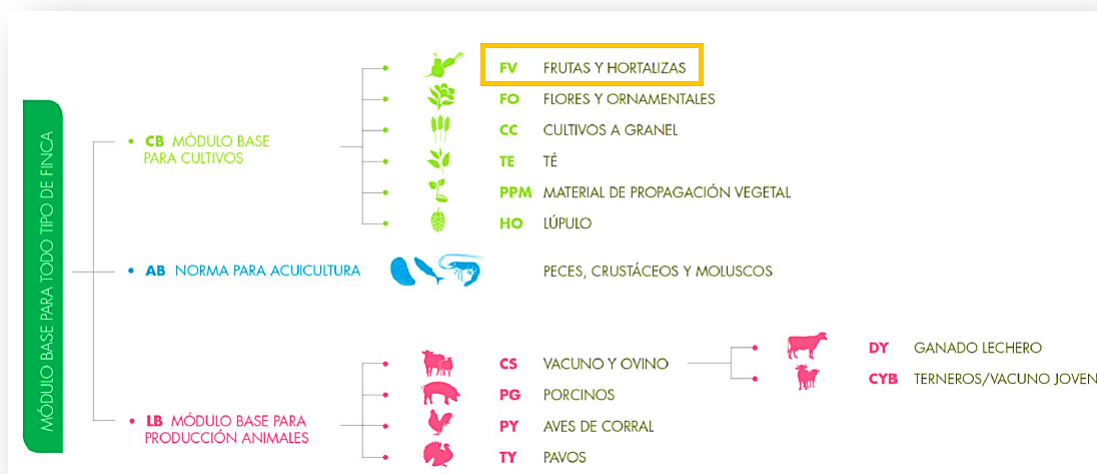 MÓDULO BASE PARA TODO TIPO DE FINCA
CB MÓDULO BASE
PARA CULTIVOS
FV FRUTAS Y HORTALIZAS
FO FLORES Y ORNAMENTALES
CC CULTIVOS A GRANEL
TE TÉ
PPM MATERIAL DE PROPAGACIÓN VEGETAL
HO LÚPULO
AB NORMA PARA ACUICULTURA
PECES, CRUSTÁCEOS Y MOLUSCOS
LB MÓDULO BASE PARA
PRODUCCIÓN ANIMALES
CS VACUNO Y OVINO
PG PORCINOS
PY AVES DE CORRAL
TY PAVOS
DY GANADO LECHERO
CYB TERNEROS/VACUNO JOVEN